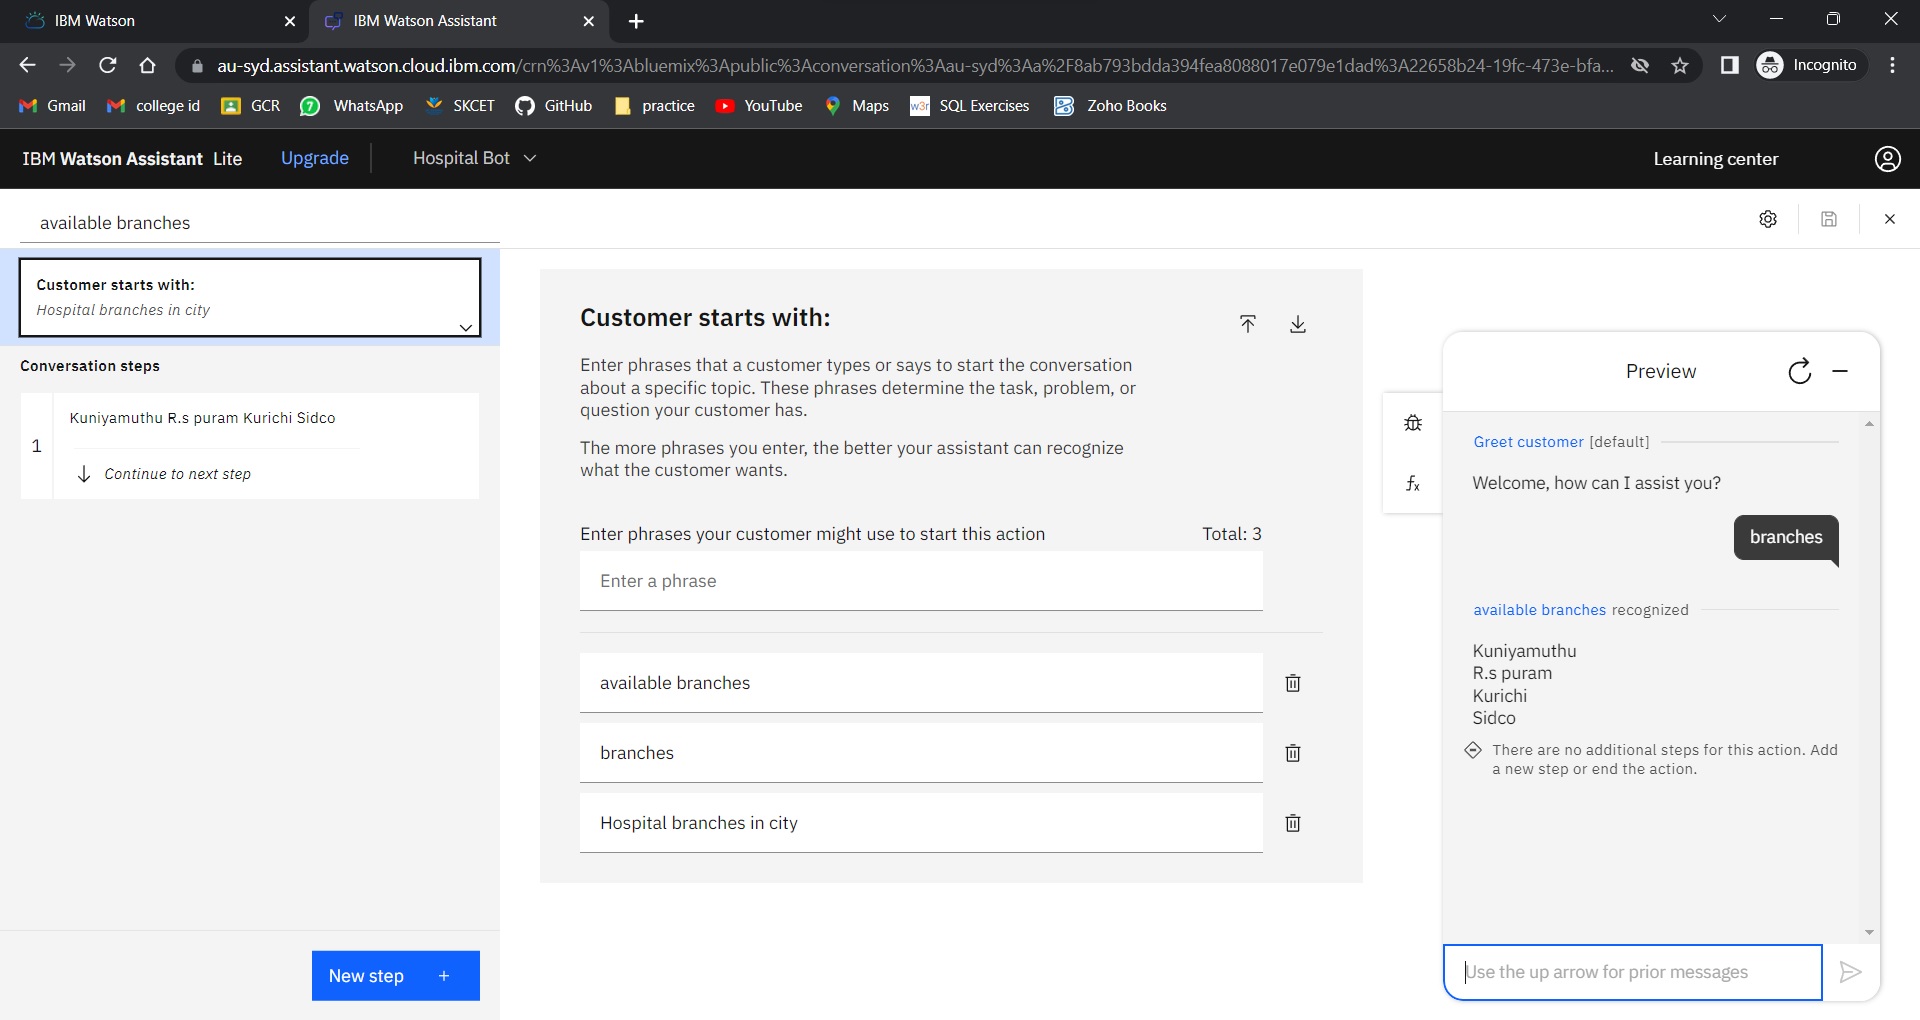 IBM Watson
IBM Watson Assistant
au-syd.assistant.watson.cloud.ibm.com/crn%3Av1%3Abluemix%3Apublic%3Aconversation%3Aau-syd%3Aa%2F8ab793bdda394fea8088017e079e1dad%3A22658b24-19fc-473e-bfa...
Incognito
Gmail
college id
GCR
7
WhatsApp
SKCET
GitHub
practice
YouTube
Maps
w3r
SQL Exercises
Zoho Books
IBM Watson Assistant Lite
Upgrade
Hospital Bot
Learning center
available branches
Customer starts with:
Hospital branches in city
Conversation steps
1
Kuniyamuthu R.s puram Kurichi Sidco
Continue to next step
New step +
Customer starts with:
Enter phrases that a customer types or says to start the conversation
about a specific topic. These phrases determine the task, problem, or
question your customer has.
The more phrases you enter, the better your assistant can recognize
what the customer wants.
Enter phrases your customer might use to start this action
Total: 3
Enter a phrase
available branches
branches
Hospital branches in city
fx
Preview
Greet customer [default]
Welcome, how can I assist you?
branches
available branches recognized
Kuniyamuthu
R.s puram
Kurichi
Sidco
There are no additional steps for this action. Add
a new step or end the action.
Use the up arrow for prior messages